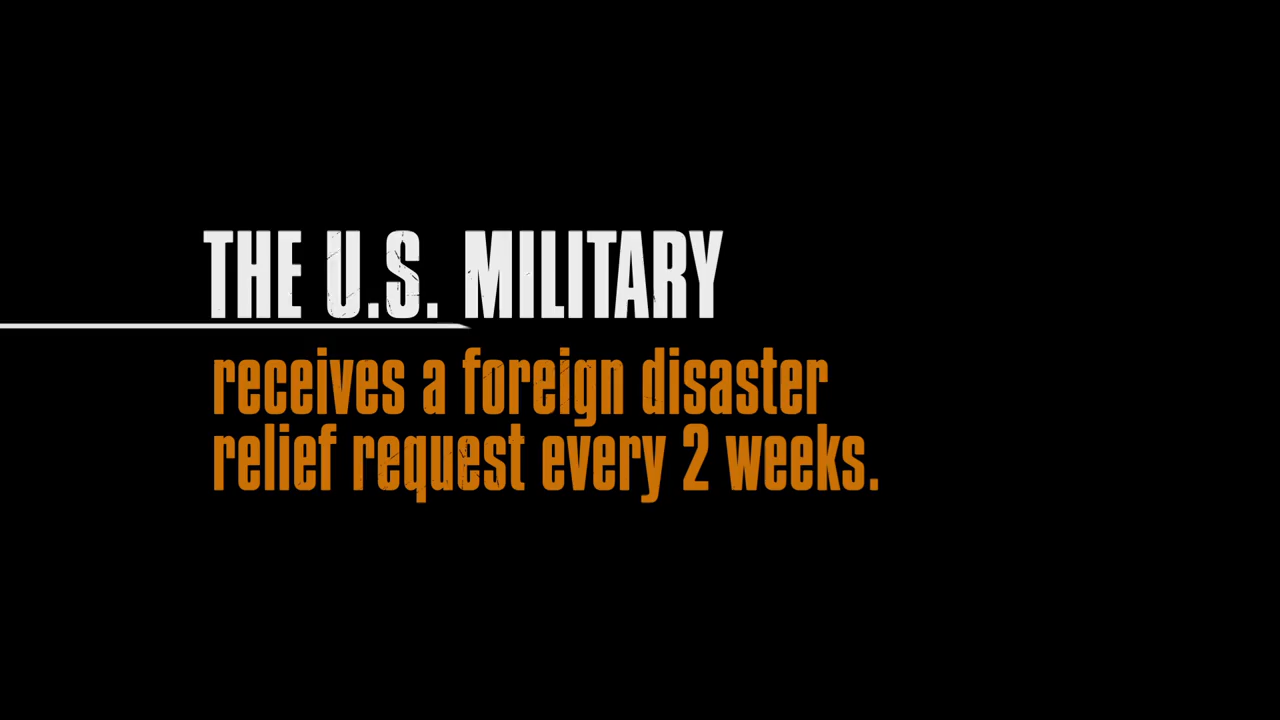 THE U.S. MILITARY
receives a foreign disaster
relief request every 2 weeks.